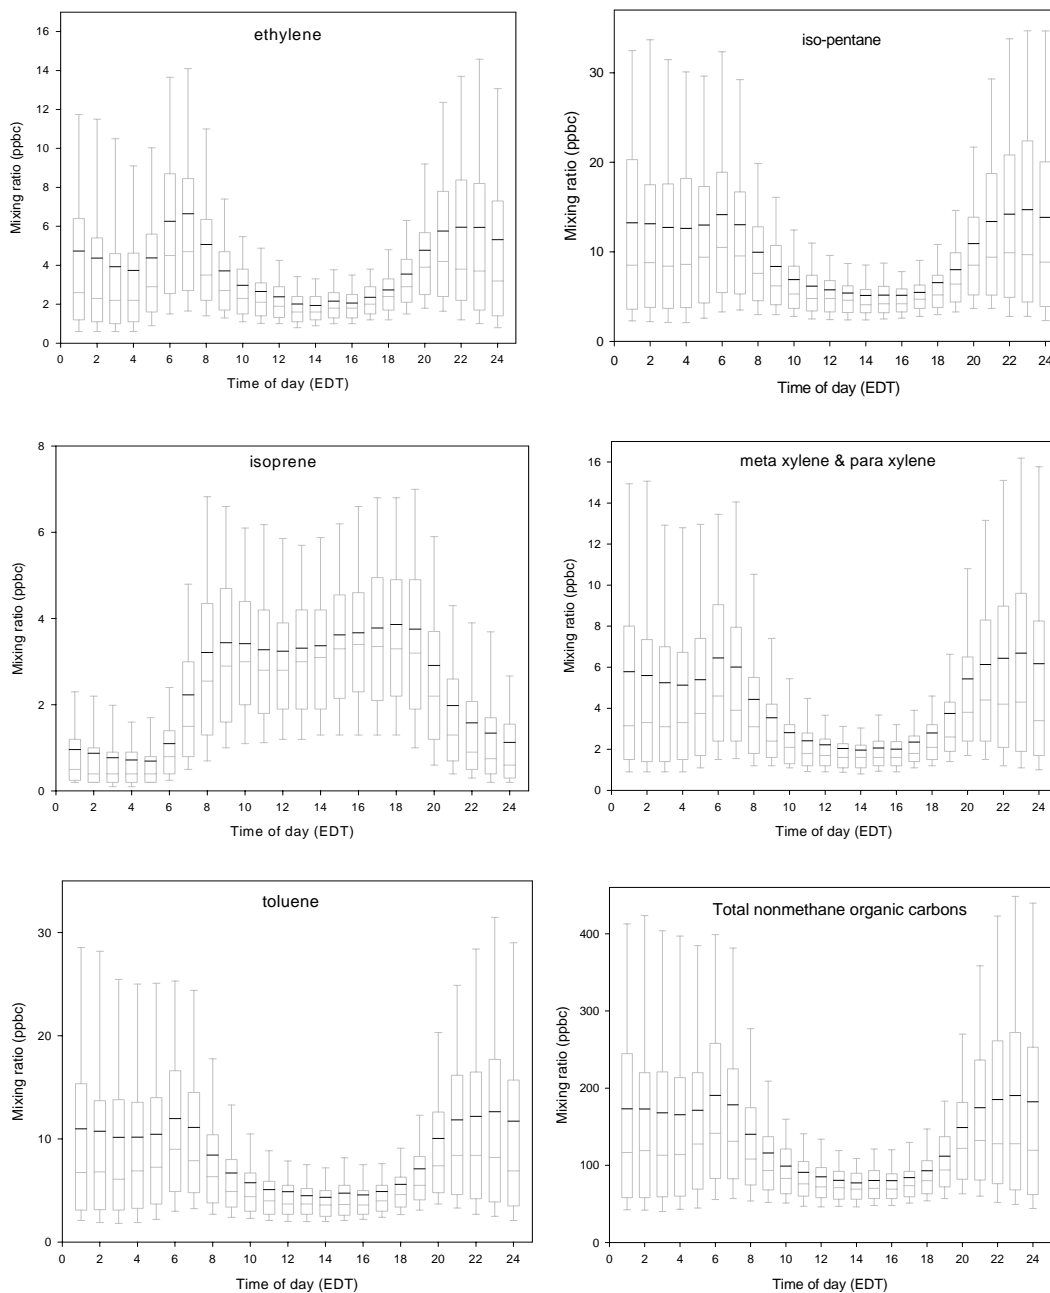 ethylene
Mixing ratio (ppbc)
16
14
12
10
8
6
4
2
0
0 2 4 6 8 10 12 14 16 18 20 22 24
Time of day (EDT)
iso-pentane
Mixing ratio (ppbc)
30
20
10
0
0 2 4 6 8 10 12 14 16 18 20 22 24
Time of day (EDT)
isoprene
Mixing ratio (ppbc)
8
6
4
2
0
0 2 4 6 8 10 12 14 16 18 20 22 24
Time of day (EDT)
meta xylene & para xylene
Mixing ratio (ppbc)
16
14
12
10
8
6
4
2
0
0 2 4 6 8 10 12 14 16 18 20 22 24
Time of day (EDT)
toluene
Mixing ratio (ppbc)
30
20
10
0
0 2 4 6 8 10 12 14 16 18 20 22 24
Time of day (EDT)
Total nonmethane organic carbons
Mixing ratio (ppbc)
400
300
200
100
0
0 2 4 6 8 10 12 14 16 18 20 22 24
Time of day (EDT)